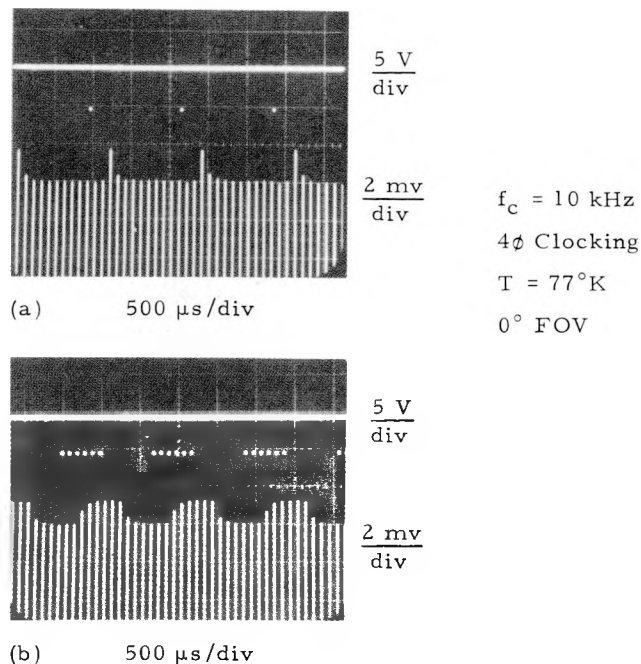 5 V
div
2 mv
div
f_c = 10 kHz
4ϕ Clocking
T = 77°K
0° FOV
(a) 500 μs/div
5 V
div
2 mv
div
(b) 500 μs/div